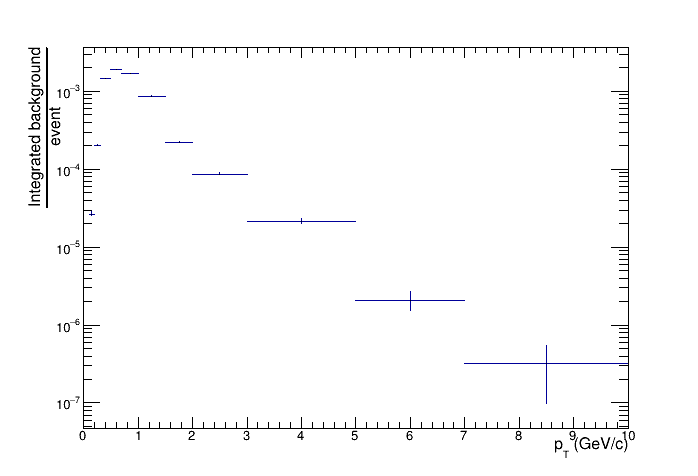 Integrated background
event
10⁻³
10⁻⁴
10⁻⁵
10⁻⁶
10⁻⁷
0 1 2 3 4 5 6 7 8 9 10
p_T (GeV/c)